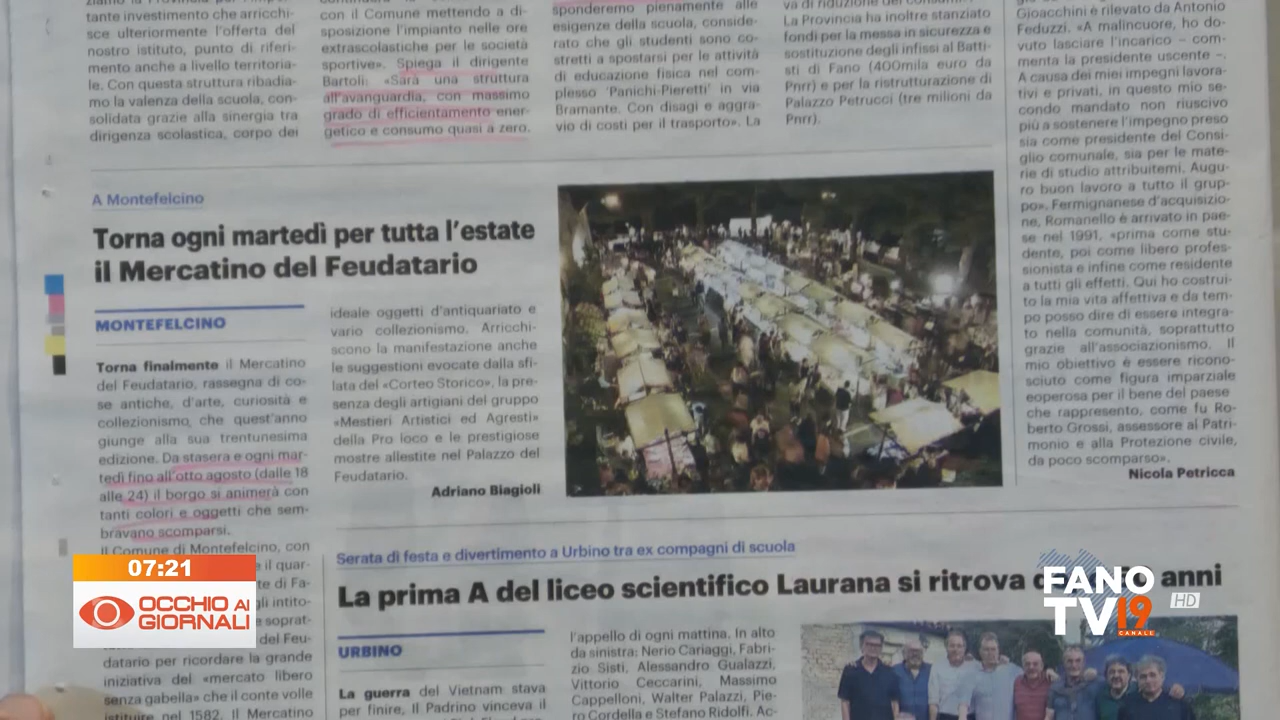 tante investimento che arricchi-
sce ulteriormente l'offerta del
nostro istituto, punto di riferi-
mento anche a livello territoria-
le. Con questa struttura ribadia-
mo la valenza della scuola, con-
solidata grazie alla sinergia tra
dirigenza scolastica, corpo dei
con il Comune mettendo a di-
sposizione l'impianto nelle ore
extrascolastiche per le società
sportive». Spiega il dirigente
Bartoli: «Sarà una struttura
all'avanguardia, con massimo
grado di efficientamento ener-
getico e consumo quasi a zero.
sponderemo pienamente alle
esigenze della scuola, conside-
rato che gli studenti sono co-
stretti a spostarsi per le attività
di educazione fisica nel com-
plesso 'Panichi-Pieretti' in via
Bramante. Con disagi e aggra-
vio di costi per il trasporto». La
La Provincia ha inoltre stanziato
fondi per la messa in sicurezza e
sostituzione degli infissi al Batti-
sti di Fano (400mila euro da
Pnrr) e per la ristrutturazione di
Palazzo Petrucci (tre milioni da
Pnrr).
Gioacchini è rilevato da Antonio
Feduzzi. «A malincuore, ho do-
vuto lasciare l'incarico – com-
menta la presidente uscente –.
A causa dei miei impegni lavora-
tivi e privati, in questo mio se-
condo mandato non riuscivo
più a sostenere l'impegno preso
sia come presidente del Consi-
glio comunale, sia per le mate-
rie di studio attribuitemi. Augu-
ro buon lavoro a tutto il grup-
po». Fermignanese d'acquisizio-
ne, Romanello è arrivato in pae-
se nel 1991, «prima come stu-
dente, poi come libero profes-
sionista e infine come residente
a tutti gli effetti. Qui ho costrui-
to la mia vita affettiva e da tem-
po posso dire di essere integra-
to nella comunità, soprattutto
grazie all'associazionismo. Il
mio obiettivo è essere ricono-
sciuto come figura imparziale
eoperosa per il bene del paese
che rappresento, come fu Ro-
berto Grossi, assessore al Patri-
monio e alla Protezione civile,
da poco scomparso».
Nicola Petricca
A Montefelcino
Torna ogni martedì per tutta l'estate
il Mercatino del Feudatario
MONTEFELCINO
Torna finalmente il Mercatino
del Feudatario, rassegna di co-
se antiche, d'arte, curiosità e
collezionismo, che quest'anno
giunge alla sua trentunesima
edizione. Da stasera e ogni mar-
tedì fino all'otto agosto (dalle 18
alle 24) il borgo si animerà con
tanti colori e oggetti che sem-
bravano scomparsi.
Il Comune di Montefelcino, con
il quar-
te di Fa-
gli intito-
e soprat-
del Feu-
datario per ricordare la grande
iniziativa del «mercato libero
senza gabella» che il conte volle
istituire nel 1582. Il Mercatino
ideale oggetti d'antiquariato e
vario collezionismo. Arricchi-
scono la manifestazione anche
le suggestioni evocate dalla sfi-
lata del «Corteo Storico», la pre-
senza degli artigiani del gruppo
«Mestieri Artistici ed Agresti»
della Pro loco e le prestigiose
mostre allestite nel Palazzo del
Feudatario.
Adriano Biagioli
Serata di festa e divertimento a Urbino tra ex compagni di scuola
La prima A del liceo scientifico Laurana si ritrova anni
URBINO
La guerra del Vietnam stava
per finire, Il Padrino vinceva il
l'appello di ogni mattina. In alto
da sinistra: Nerio Cariaggi, Fabri-
zio Sisti, Alessandro Gualazzi,
Vittorio Ceccarini, Massimo
Cappelloni, Walter Palazzi, Pie-
ro Cordella e Stefano Ridolfi. Ac-
07:21
OCCHIO AI
GIORNALI
FANO
TV19
CANALE
HD